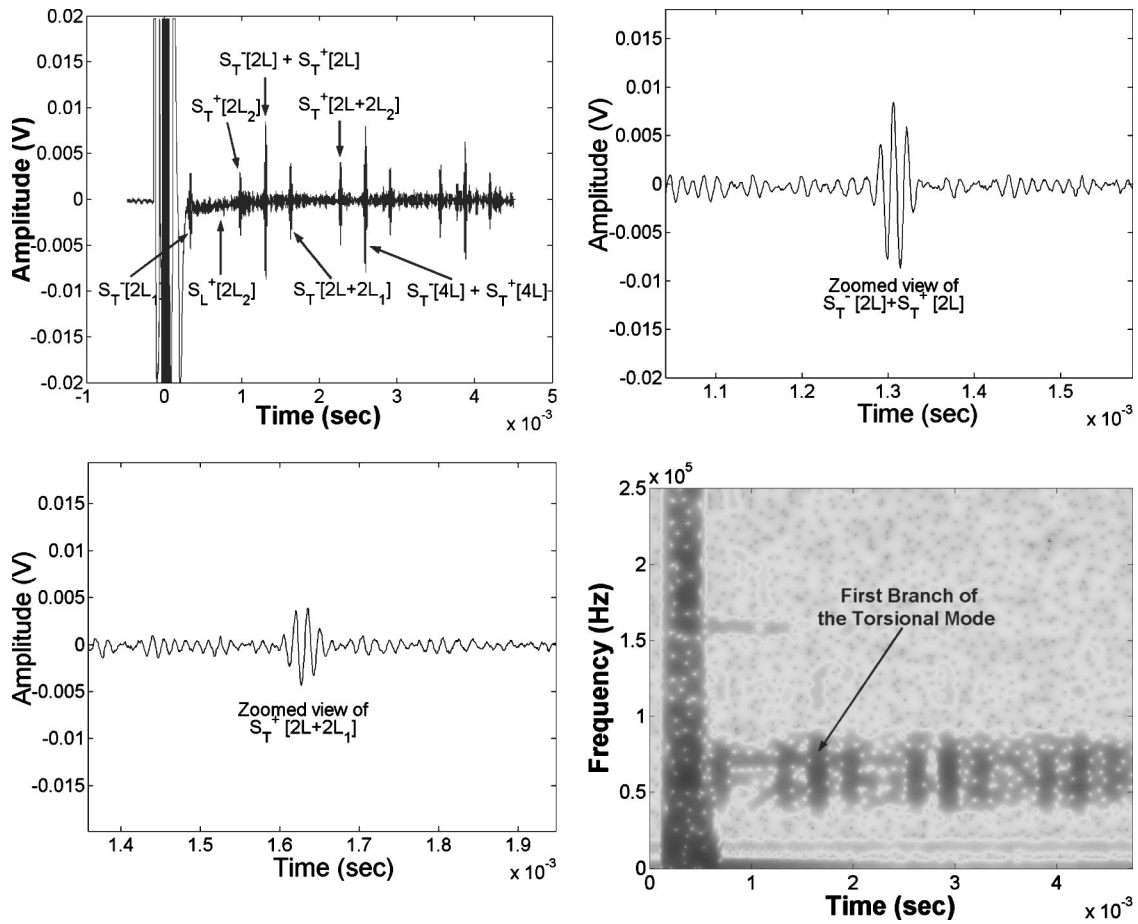 0.02
0.015
0.01
0.005
0
0.005
-0.01
0.015
-0.02
Amplitude (V)
S_T^-[2L] + S_T^+[2L]
S_T^+[2L_2]
S_T^+[2L+2L_2]
S_T^-[2L_1]
S_L^+[2L_2]
S_T^-[2L+2L_1]
S_T^-[4L] + S_T^+[4L]
-1 0 1 2 3 4 5
Time (sec)
x 10^-3
0.02
0.015
0.01
0.005
0
-0.005
-0.01
-0.015
-0.02
Amplitude (V)
Zoomed view of
S_T^- [2L]+S_T^+ [2L]
1.1 1.2 1.3 1.4 1.5
Time (sec)
x 10^-3
0.02
0.015
0.01
0.005
0
-0.005
-0.01
-0.015
Amplitude (V)
Zoomed view of
S_T^+ [2L+2L_1]
1.4 1.5 1.6 1.7 1.8 1.9
Time (sec)
x 10^-3
x 10^5
2.5
2
1.5
1
0.5
0
Frequency (Hz)
First Branch of
the Torsional Mode
0 1 2 3 4
Time (sec)
x 10^-3